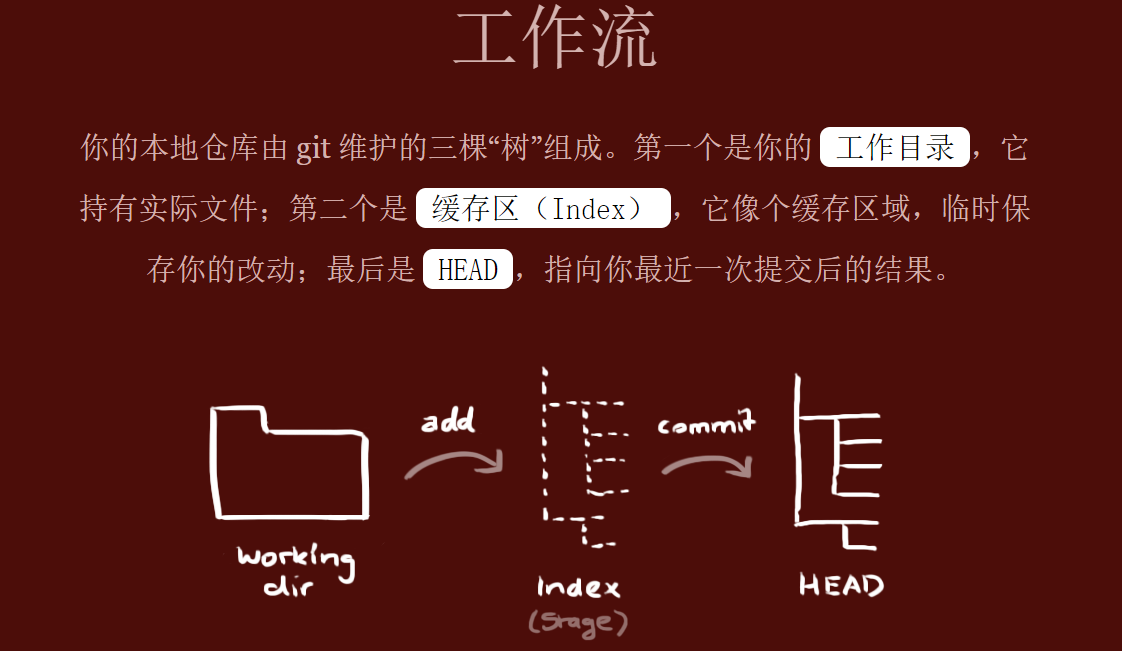 工作流
你的本地仓库由 git 维护的三棵“树”组成。第一个是你的 工作目录，它
持有实际文件；第二个是 缓存区（Index），它像个缓存区域，临时保
存你的改动；最后是 HEAD，指向你最近一次提交后的结果。
add
commit
working
dir
Index
(Stage)
HEAD